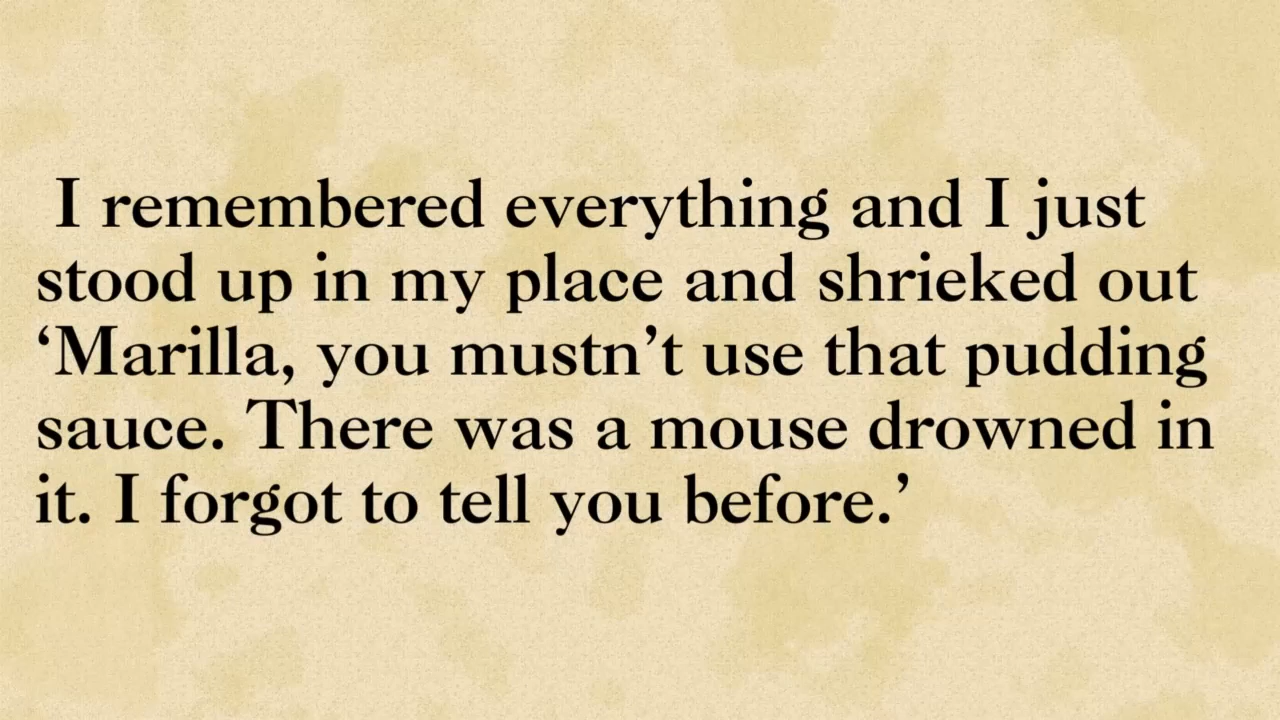 I remembered everything and I just
stood up in my place and shrieked out
‘Marilla, you mustn’t use that pudding
sauce. There was a mouse drowned in
it. I forgot to tell you before.’